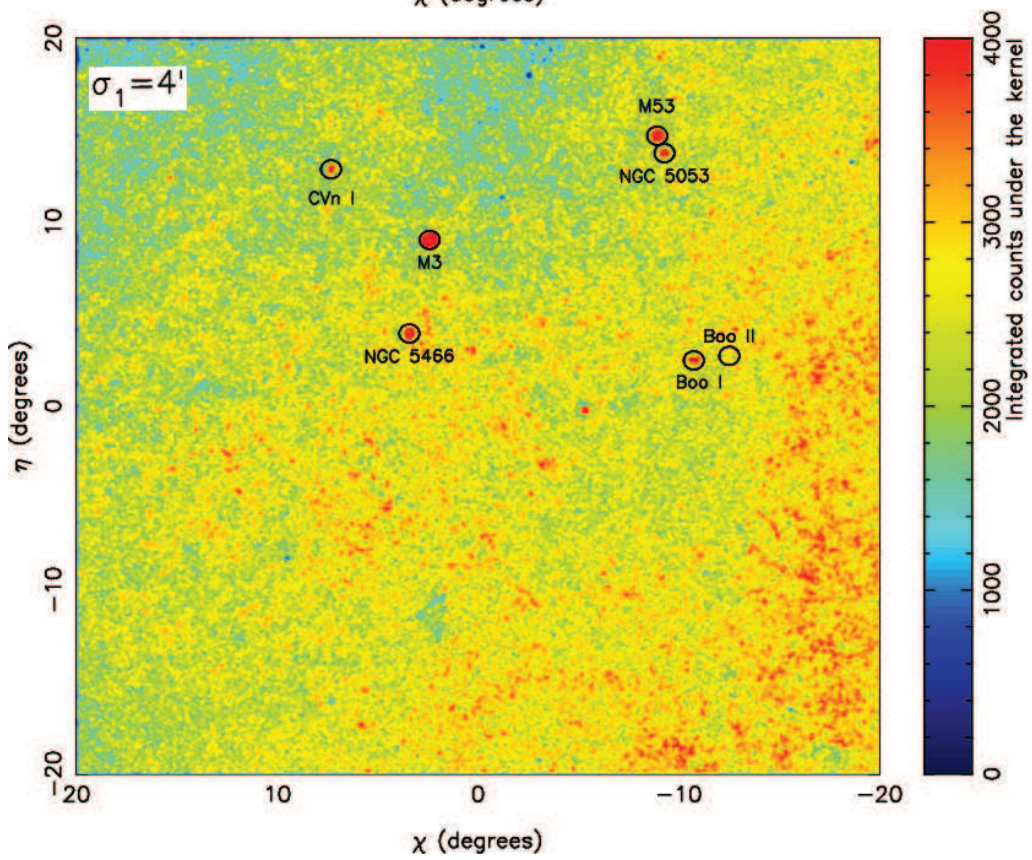 χ (degrees)
σ₁=4'
M53
NGC 5053
CVn I
M3
NGC 5466
Boo II
Boo I
20
10
0
−10
−20
η (degrees)
20
10
0
−10
−20
χ (degrees)
4000
3000
2000
1000
0
Integrated counts under the kernel